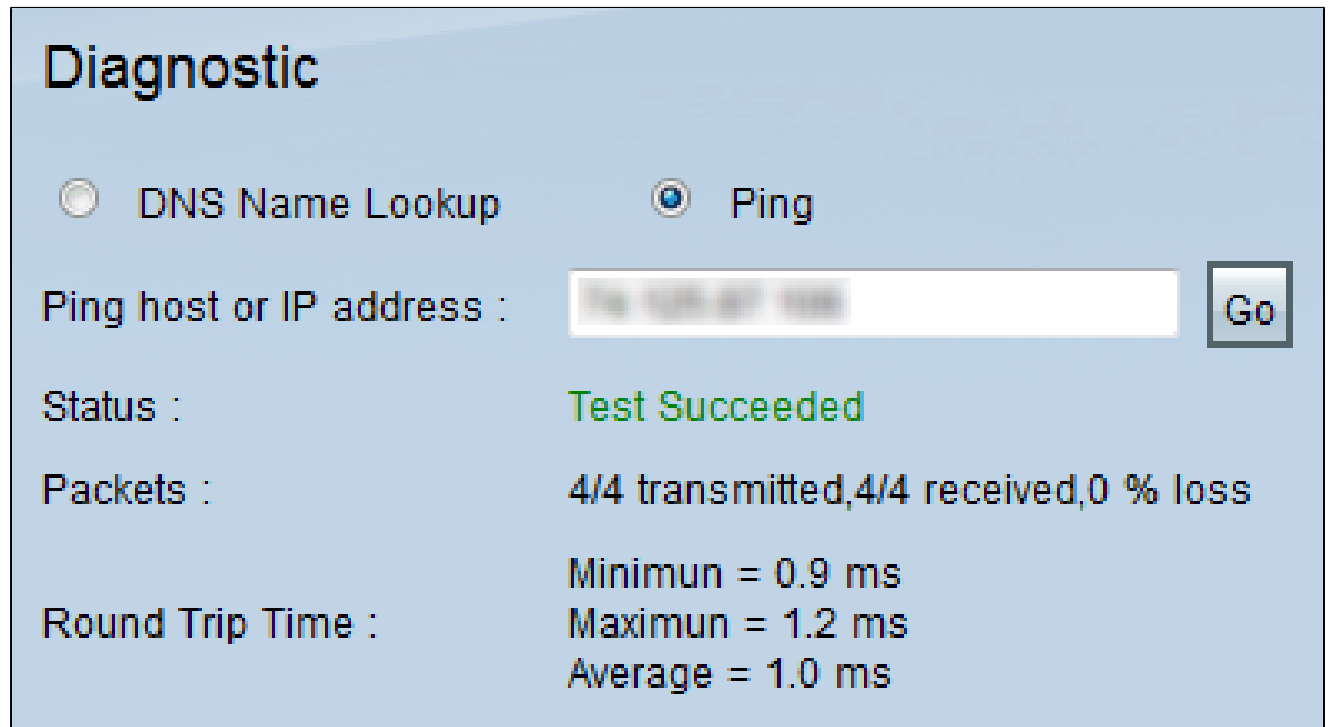 Diagnostic
DNS Name Lookup Ping
Ping host or IP address :
Go
Status : Test Succeeded
Packets : 4/4 transmitted,4/4 received,0 % loss
Round Trip Time :
Minimun = 0.9 ms
Maximun = 1.2 ms
Average = 1.0 ms